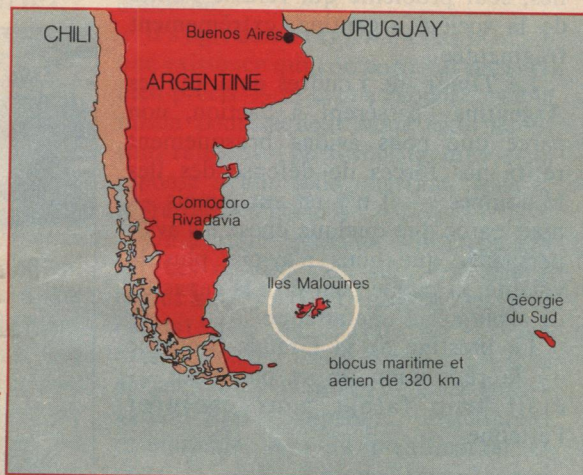 CHILI
Buenos Aires
URUGUAY
ARGENTINE
Comodoro
Rivadavia
Iles Malouines
Géorgie
du Sud
blocus maritime et
aerien de 320 km